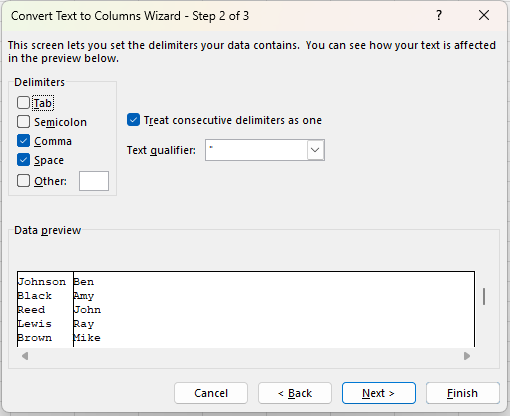 Convert Text to Columns Wizard - Step 2 of 3
?
This screen lets you set the delimiters your data contains.  You can see how your text is affected
in the preview below.
Delimiters
Tab
Semicolon
Comma
Space
Other:
Treat consecutive delimiters as one
Text qualifier: "
Data preview
Johnson Ben
Black Amy
Reed John
Lewis Ray
Brown Mike
Cancel < Back Next > Finish